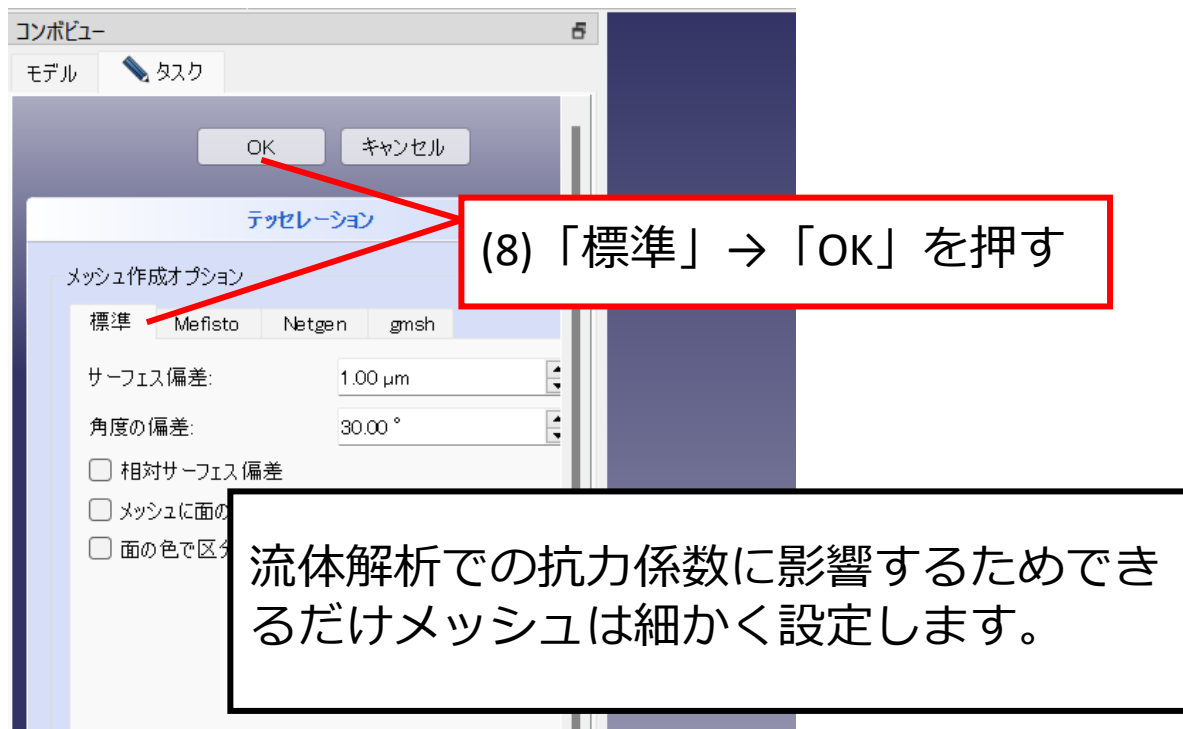 コンボビュー
モデル
タスク
OK
キャンセル
テッセレーション
(8)「標準」→「OK」を押す
メッシュ作成オプション
標準
Mefisto
Netgen
gmsh
サーフェス偏差:
1.00 µm
角度の偏差:
30.00 °
相対サーフェス偏差
メッシュに面の
面の色で区分
流体解析での抗力係数に影響するためでき
るだけメッシュは細かく設定します。